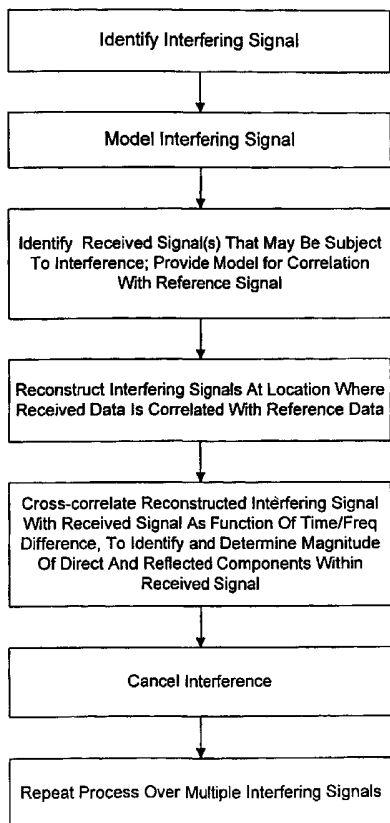 Identify Interfering Signal
Model Interfering Signal
Identify Received Signal(s) That May Be Subject
To Interference; Provide Model for Correlation
With Reference Signal
Reconstruct Interfering Signals At Location Where
Received Data Is Correlated With Reference Data
Cross-correlate Reconstructed Interfering Signal
With Received Signal As Function Of Time/Freq
Difference, To Identify and Determine Magnitude
Of Direct And Reflected Components Within
Received Signal
Cancel Interference
Repeat Process Over Multiple Interfering Signals